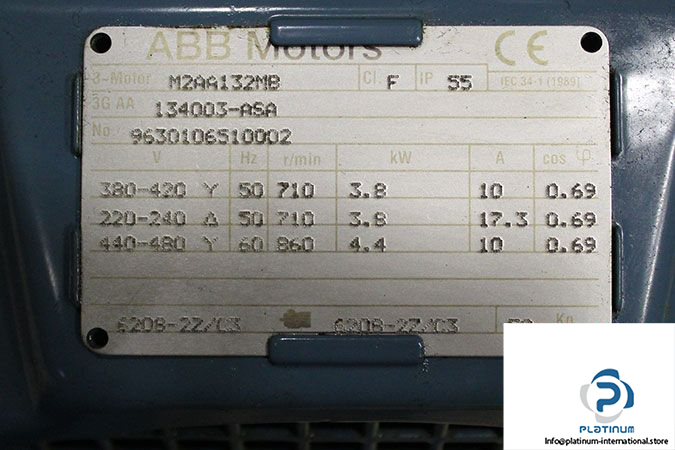 ABB Motors CE
3~Motor M2AA132MB Cl. F IP 55 IEC 34-1 (1989)
3G AA 134003-ASA
No 9630106510002
V Hz r/min kW A cos φ
380-420 Y 50 710 3.8 10 0.69
220-240 Δ 50 710 3.8 17.3 0.69
440-480 Y 60 860 4.4 10 0.69
6208-2Z/C3 6208-2Z/C3 Kg
PLATINUM
Info@platinum-international.store